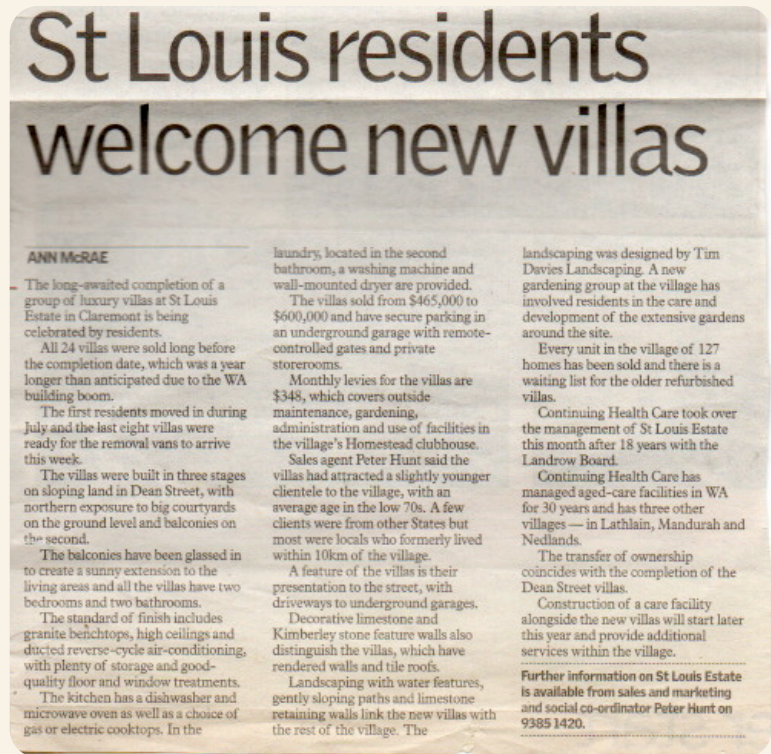 St Louis residents
welcome new villas
ANN McRAE
The long-awaited completion of a
group of luxury villas at St Louis
Estate in Claremont is being
celebrated by residents.
All 24 villas were sold long before
the completion date, which was a year
longer than anticipated due to the WA
building boom.
The first residents moved in during
July and the last eight villas were
ready for the removal vans to arrive
this week.
The villas were built in three stages
on sloping land in Dean Street, with
northern exposure to big courtyards
on the ground level and balconies on
the second.
The balconies have been glassed in
to create a sunny extension to the
living areas and all the villas have two
bedrooms and two bathrooms.
The standard of finish includes
granite benchtops, high ceilings and
ducted reverse-cycle air-conditioning,
with plenty of storage and good-
quality floor and window treatments.
The kitchen has a dishwasher and
microwave oven as well as a choice of
gas or electric cooktops. In the
laundry, located in the second
bathroom, a washing machine and
wall-mounted dryer are provided.
The villas sold from $465,000 to
$600,000 and have secure parking in
an underground garage with remote-
controlled gates and private
storerooms.
Monthly levies for the villas are
$348, which covers outside
maintenance, gardening,
administration and use of facilities in
the village's Homestead clubhouse.
Sales agent Peter Hunt said the
villas had attracted a slightly younger
clientele to the village, with an
average age in the low 70s. A few
clients were from other States but
most were locals who formerly lived
within 10km of the village.
A feature of the villas is their
presentation to the street, with
driveways to underground garages.
Decorative limestone and
Kimberley stone feature walls also
distinguish the villas, which have
rendered walls and tile roofs.
Landscaping with water features,
gently sloping paths and limestone
retaining walls link the new villas with
the rest of the village. The
landscaping was designed by Tim
Davies Landscaping. A new
gardening group at the village has
involved residents in the care and
development of the extensive gardens
around the site.
Every unit in the village of 127
homes has been sold and there is a
waiting list for the older refurbished
villas.
Continuing Health Care took over
the management of St Louis Estate
this month after 18 years with the
Landrow Board.
Continuing Health Care has
managed aged-care facilities in WA
for 30 years and has three other
villages — in Lathlain, Mandurah and
Nedlands.
The transfer of ownership
coincides with the completion of the
Dean Street villas.
Construction of a care facility
alongside the new villas will start later
this year and provide additional
services within the village.
Further information on St Louis Estate
is available from sales and marketing
and social co-ordinator Peter Hunt on
9385 1420.